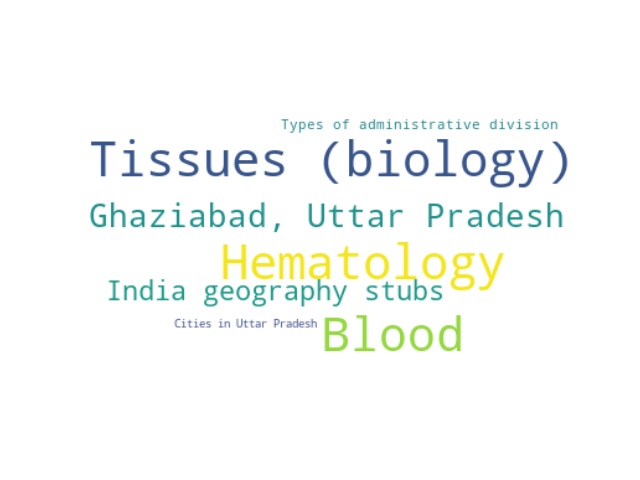 Types of administrative division
Tissues (biology)
Ghaziabad, Uttar Pradesh
Hematology
India geography stubs
Cities in Uttar Pradesh
Blood